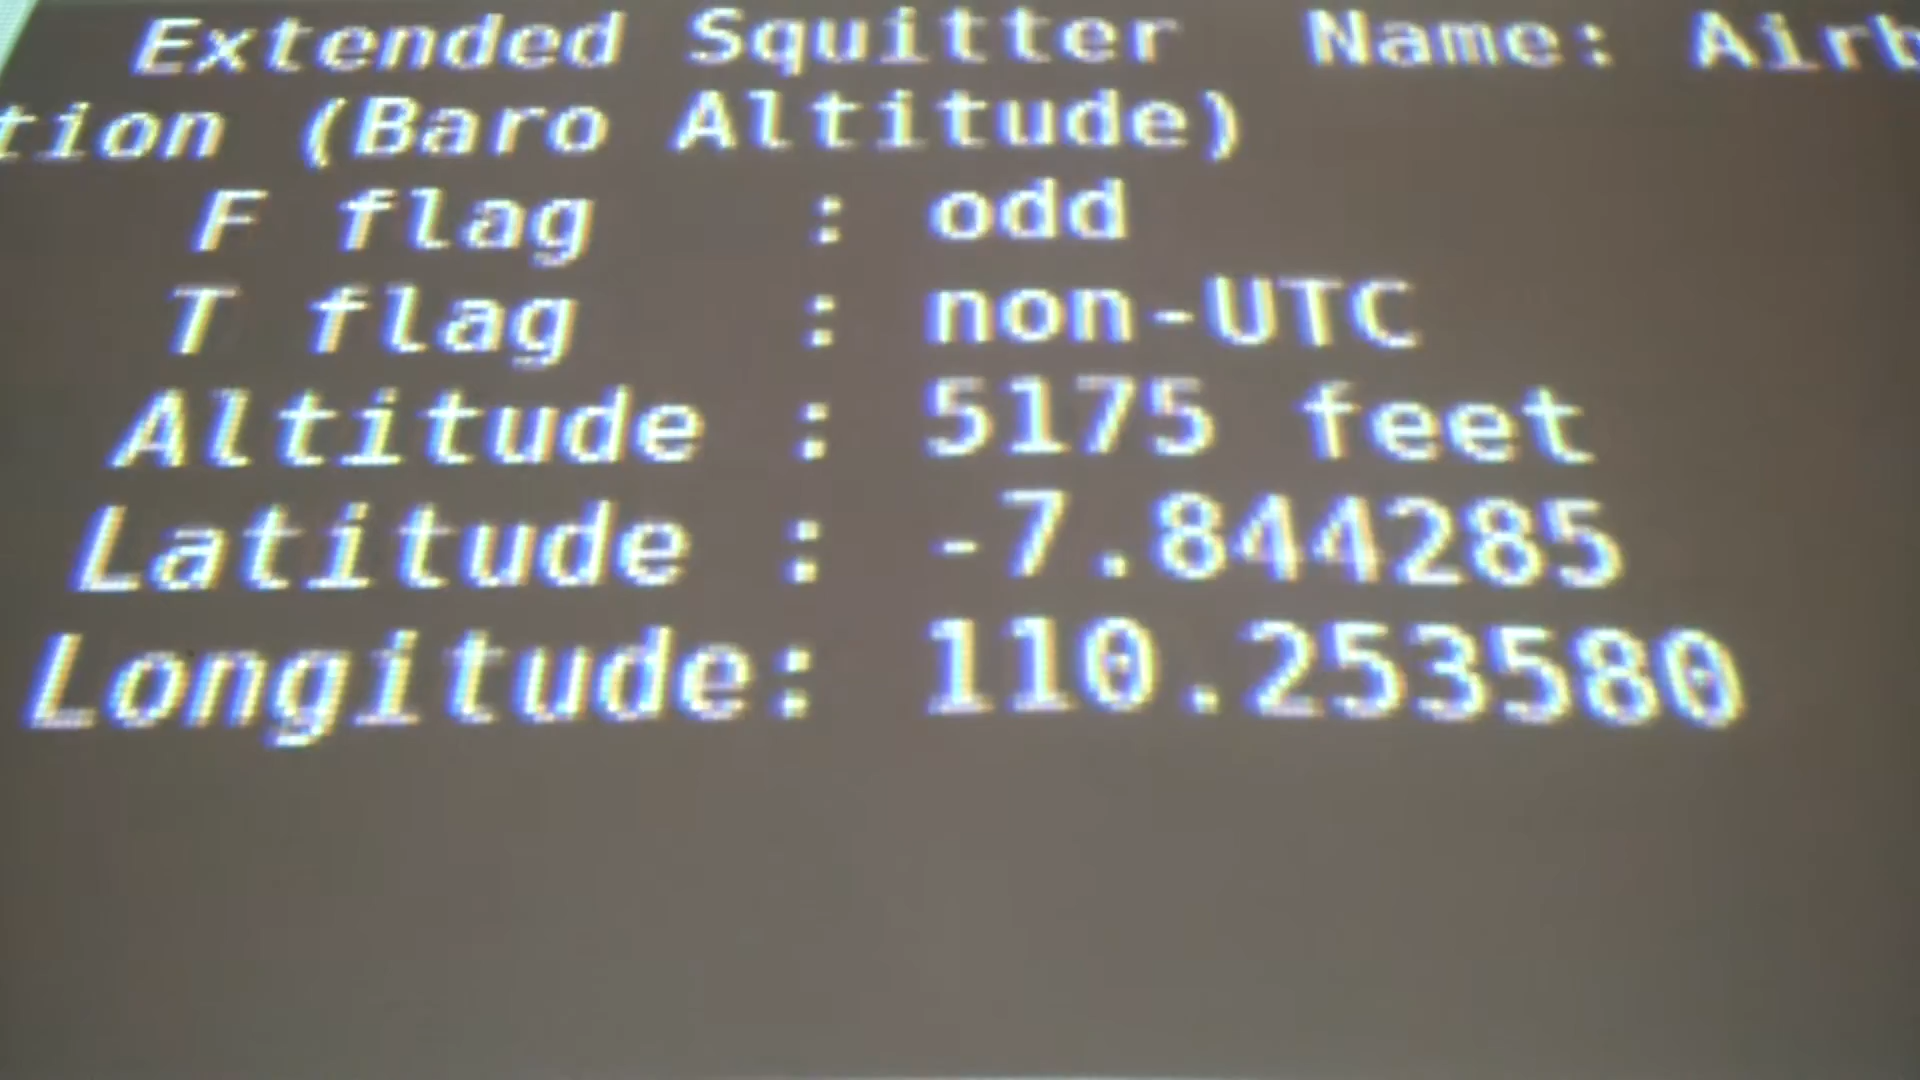 Extended Squitter Name: Airb
tion (Baro Altitude)
F flag : odd
T flag : non-UTC
Altitude : 5175 feet
Latitude : -7.844285
Longitude: 110.253580